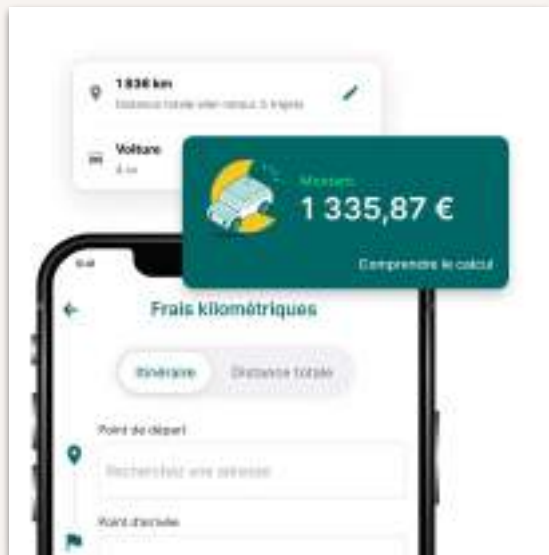 1 836 km
Distance totale aller-retour, 5 trajets
Voiture
Montant
1 335,87 €
Comprendre le calcul
Frais kilométriques
Itinéraire Distance totale
Point de départ
Recherchez une adresse
Point d'arrivée